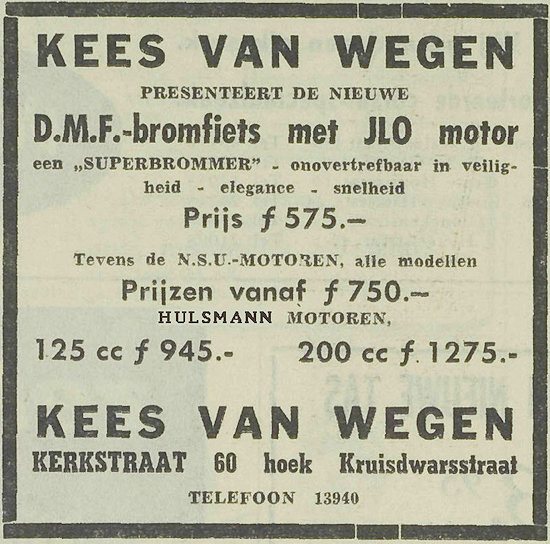 KEES VAN WEGEN
PRESENTEERT DE NIEUWE
D.M.F.-bromfiets met JLO motor
een „SUPERBROMMER" - onovertrefbaar in veilig-
heid - elegance - snelheid
Prijs ƒ 575.—
Tevens de N.S.U.-MOTOREN, alle modellen
Prijzen vanaf ƒ 750.—
HULSMANN MOTOREN,
125 cc ƒ 945.- 200 cc ƒ. 1275.-
KEES VAN WEGEN
KERKSTRAAT 60 hoek Kruisdwarsstraat
TELEFOON 13940